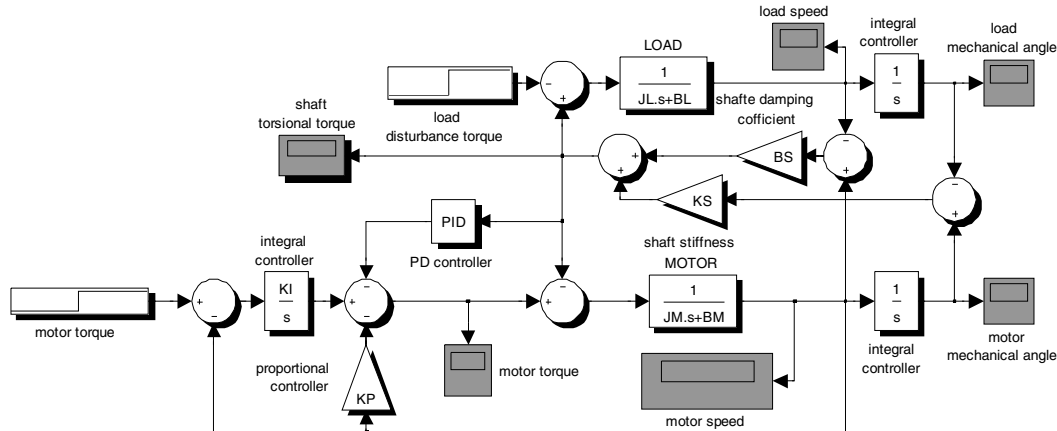 load speed
integral
controller
load
mechanical angle
LOAD
1
JL.s+BL
1
s
shafte damping
cofficient
shaft
torsional torque
load
disturbance torque
BS
KS
shaft stiffness
PID
PD controller
integral
controller
KI
s
motor torque
MOTOR
1
JM.s+BM
1
s
integral
controller
motor
mechanical angle
proportional
controller
KP
motor torque
motor speed